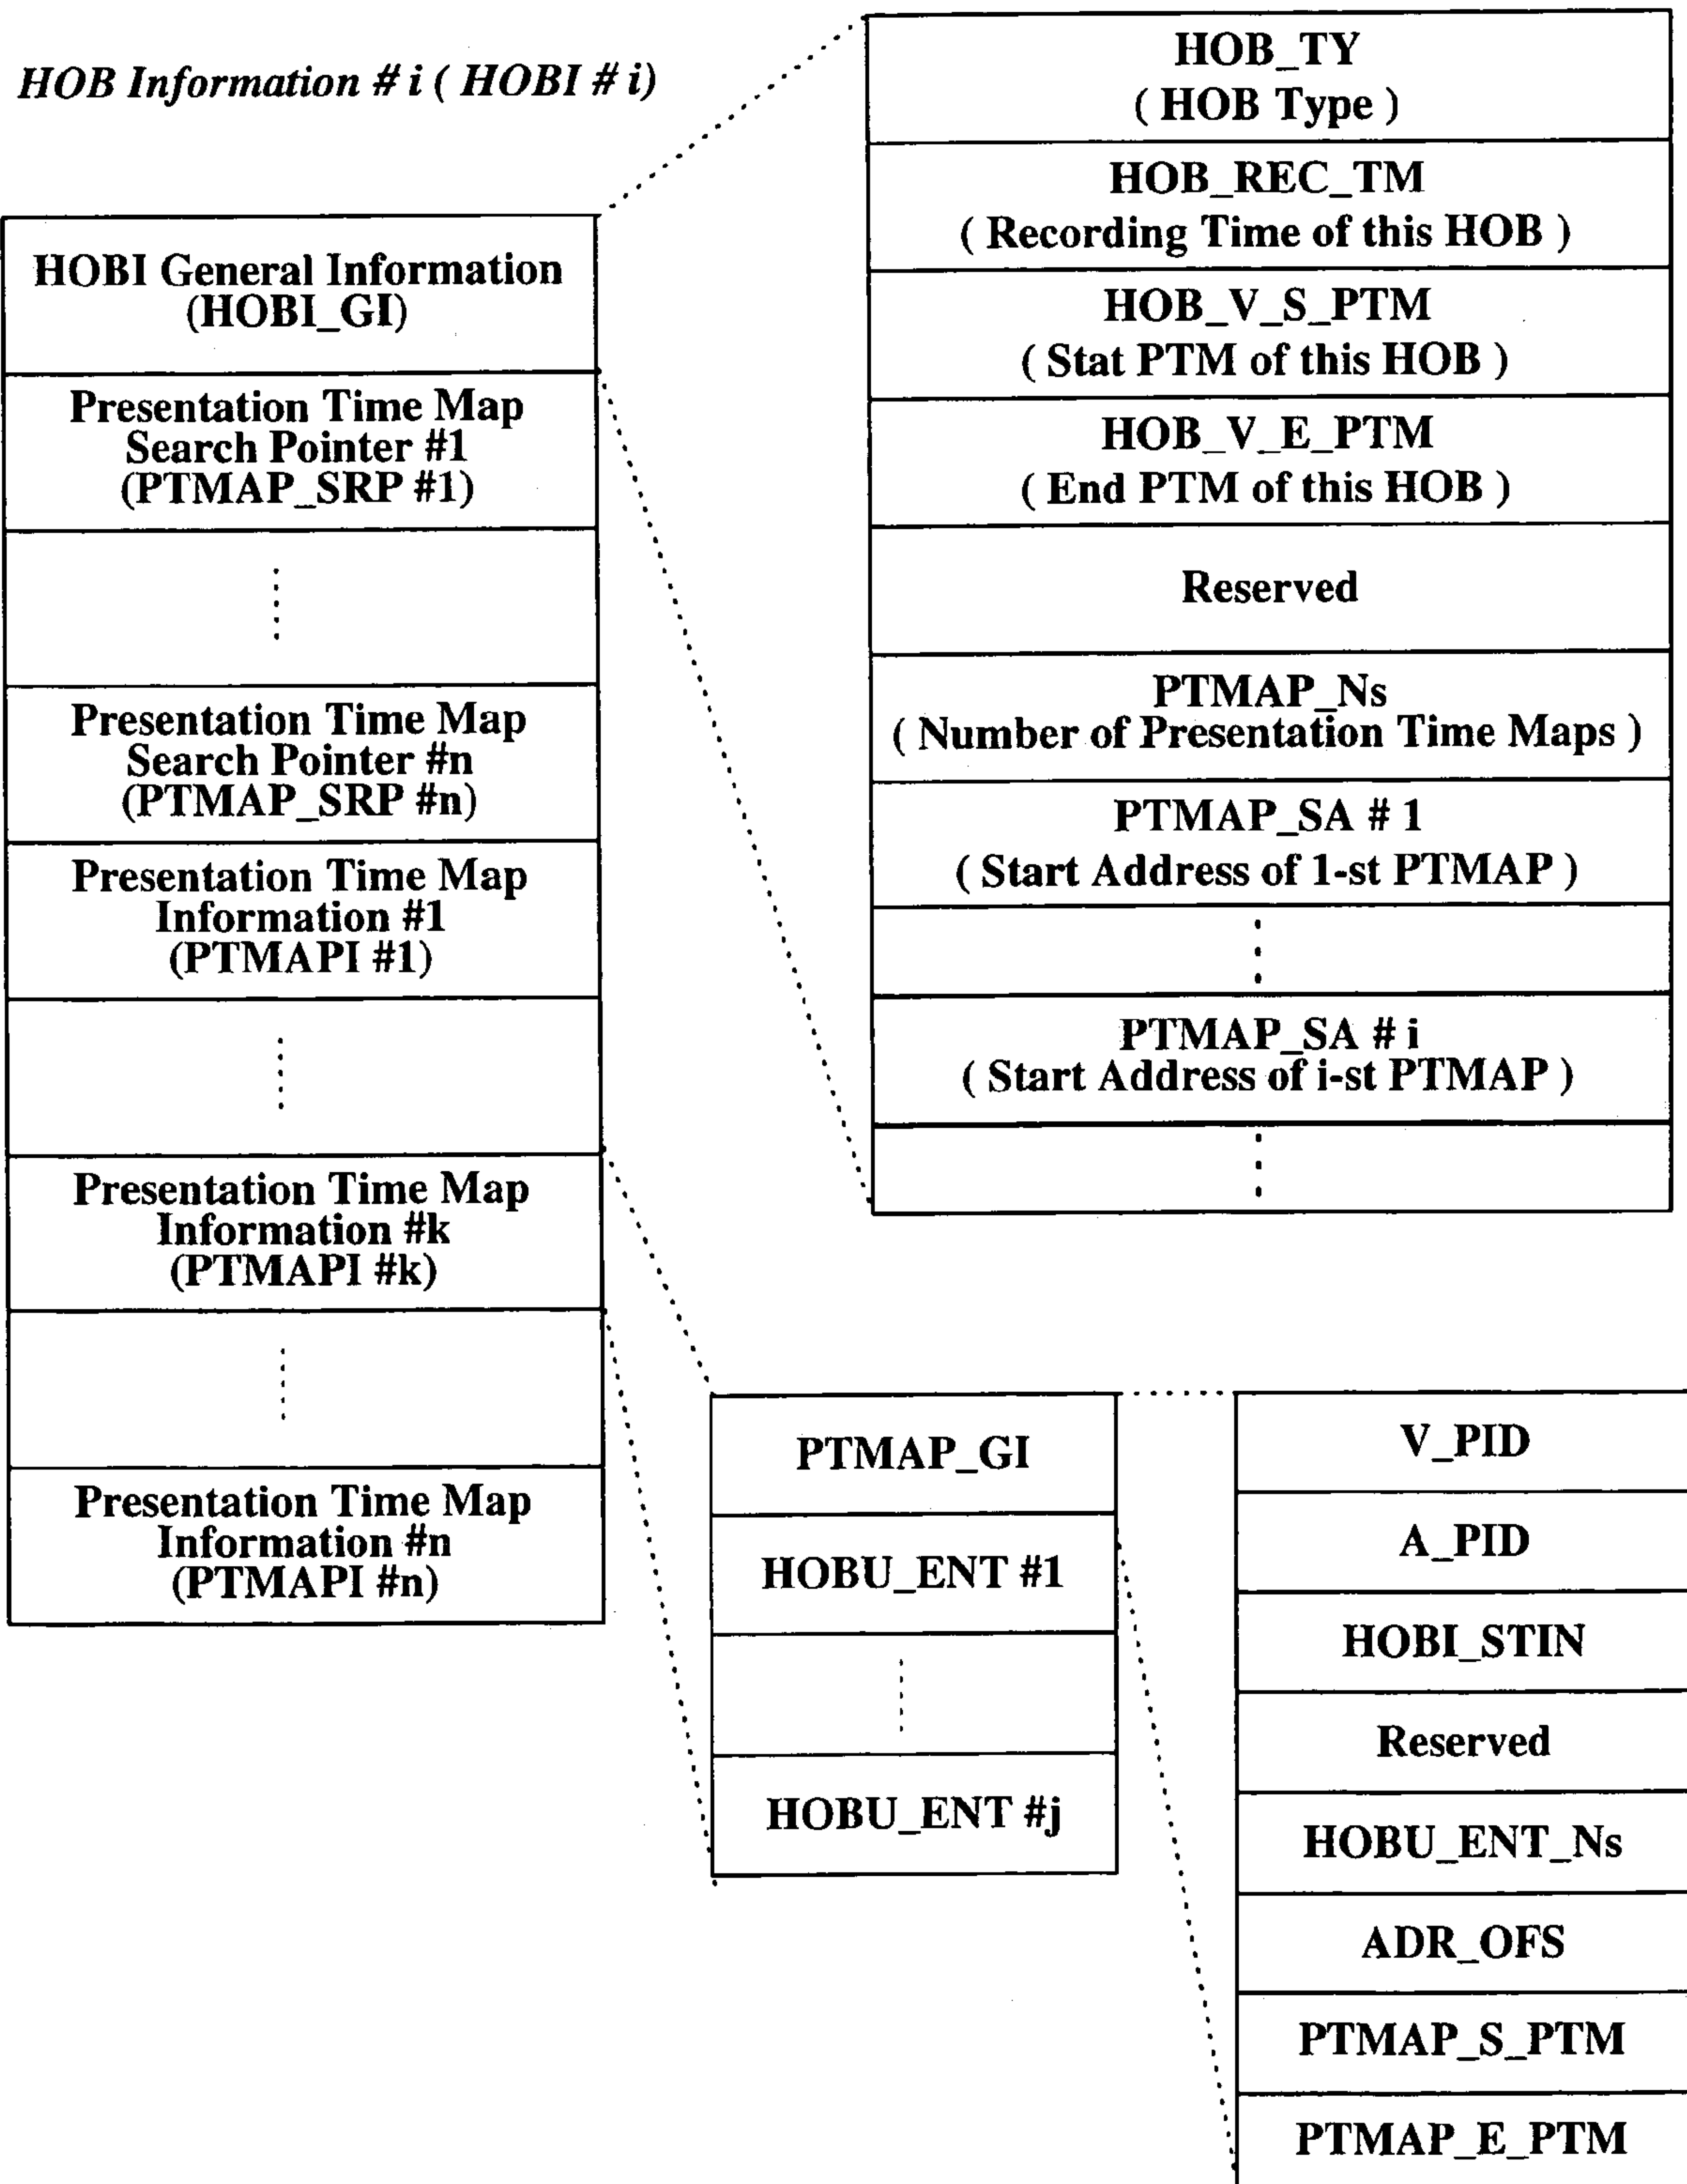 HOB Information # i ( HOBI # i)
HOBI General Information
(HOBI_GI)
Presentation Time Map
Search Pointer #1
(PTMAP_SRP #1)
Presentation Time Map
Search Pointer #n
(PTMAP_SRP #n)
Presentation Time Map
Information #1
(PTMAPI #1)
Presentation Time Map
Information #k
(PTMAPI #k)
Presentation Time Map
Information #n
(PTMAPI #n)
HOB_TY
( HOB Type )
HOB_REC_TM
( Recording Time of this HOB )
HOB_V_S_PTM
( Stat PTM of this HOB )
HOB_V_E_PTM
( End PTM of this HOB )
Reserved
PTMAP_Ns
( Number of Presentation Time Maps )
PTMAP_SA # 1
( Start Address of 1-st PTMAP )
PTMAP_SA # i
( Start Address of i-st PTMAP )
PTMAP_GI
HOBU_ENT #1
HOBU_ENT #j
V_PID
A_PID
HOBI_STIN
Reserved
HOBU_ENT_Ns
ADR_OFS
PTMAP_S_PTM
PTMAP_E_PTM